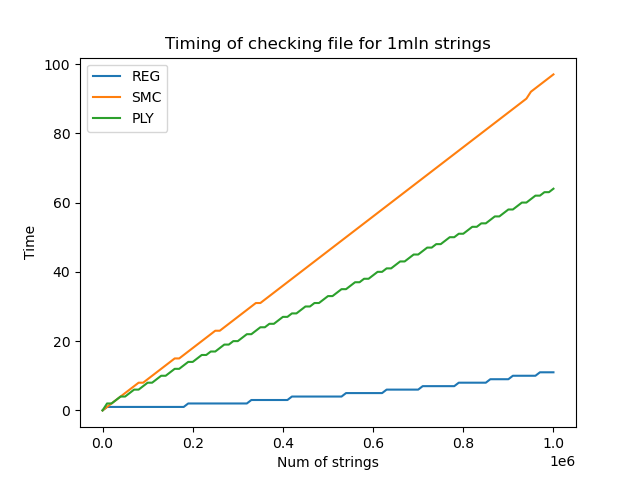 Timing of checking file for 1mln strings
REG
SMC
PLY
Time
100
80
60
40
20
0
0.0 0.2 0.4 0.6 0.8 1.0
1e6
Num of strings